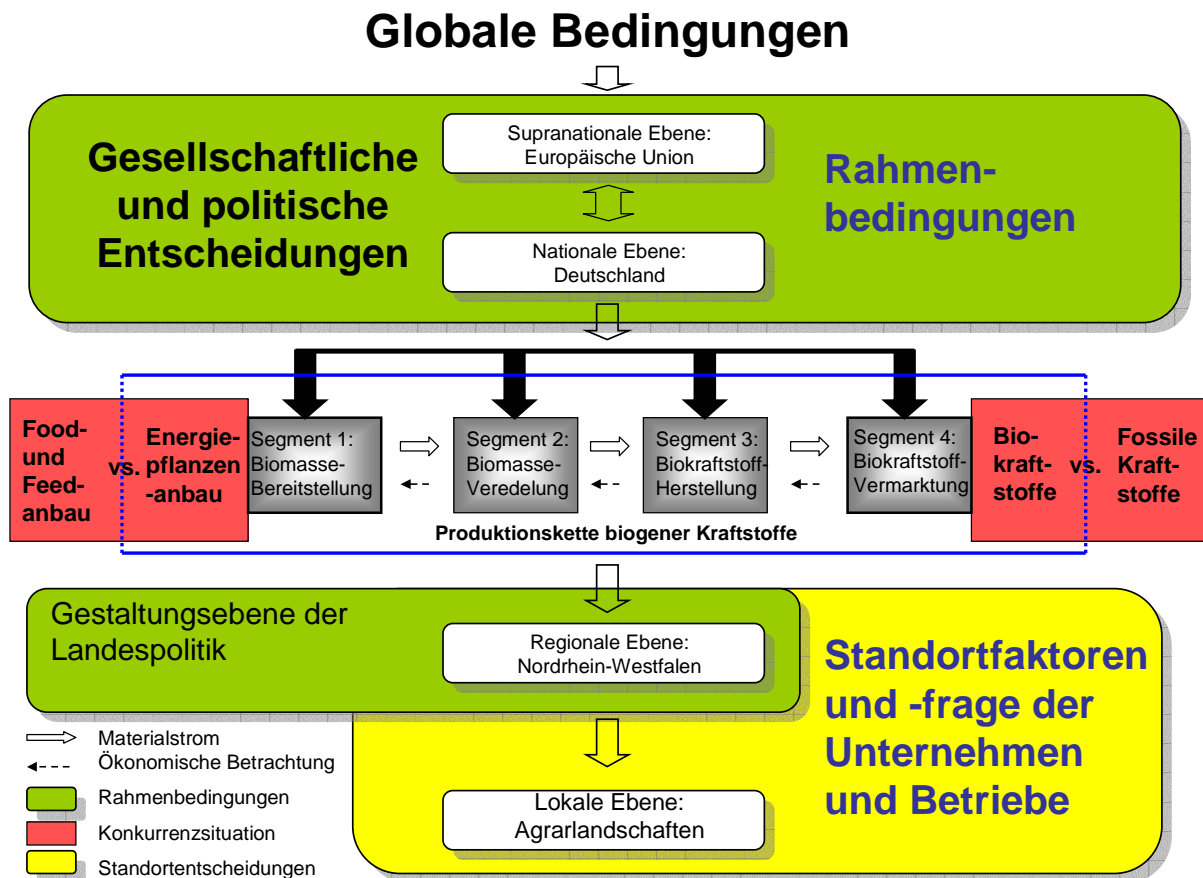 Globale Bedingungen
Gesellschaftliche
und politische
Entscheidungen
Supranationale Ebene:
Europäische Union
Nationale Ebene:
Deutschland
Rahmen-
bedingungen
Food-
und
Feed-
anbau
vs.
Energie-
pflanzen
-anbau
Segment 1:
Biomasse-
Bereitstellung
Segment 2:
Biomasse-
Veredelung
Segment 3:
Biokraftstoff-
Herstellung
Segment 4:
Biokraftstoff-
Vermarktung
Bio-
kraft-
stoffe
vs.
Fossile
Kraft-
stoffe
Produktionskette biogener Kraftstoffe
Gestaltungsebene der
Landespolitik
Regionale Ebene:
Nordrhein-Westfalen
Standortfaktoren
und -frage der
Unternehmen
und Betriebe
Lokale Ebene:
Agrarlandschaften
Materialstrom
Ökonomische Betrachtung
Rahmenbedingungen
Konkurrenzsituation
Standortentscheidungen